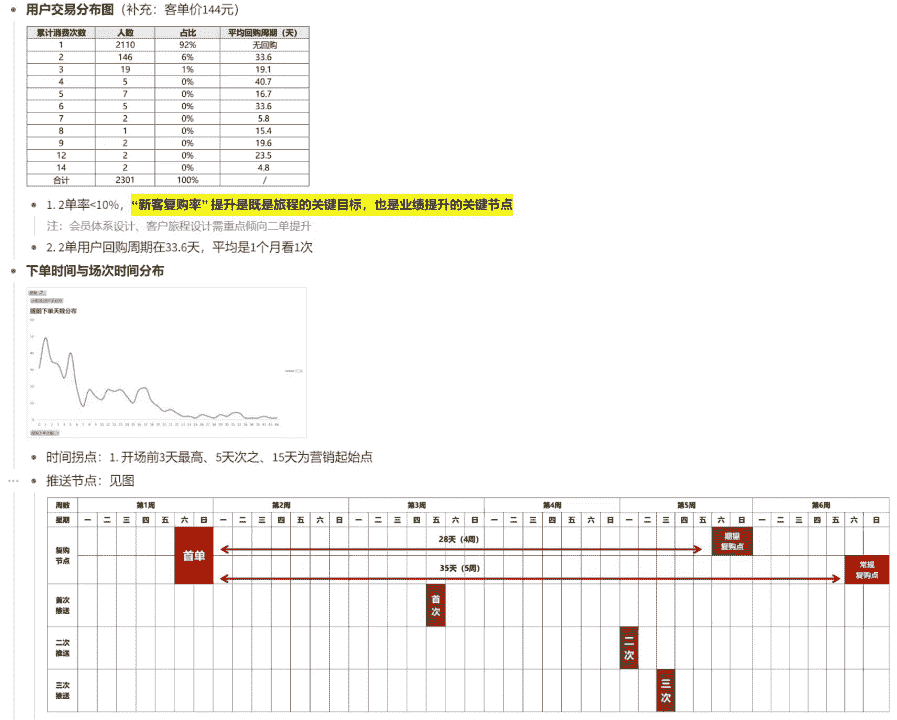 用户交易分布图（补充：客单价144元）
累计消费次数 人数 占比 平均回购周期（天）
1 2110 92% 无回购
2 146 6% 33.6
3 19 1% 19.1
4 5 0% 40.7
5 7 0% 16.7
6 5 0% 33.6
7 2 0% 5.8
8 1 0% 15.4
9 2 0% 19.6
12 2 0% 23.5
14 2 0% 4.8
合计 2301 100% /
1. 2单率<10%，“新客复购率”提升是既是旅程的关键目标，也是业绩提升的关键节点
注：会员体系设计、客户旅程设计需重点倾向二单提升
2. 2单用户回购周期在33.6天，平均是1个月看1次
下单时间与场次时间分布
时间拐点：1. 开场前3天最高、5天次之、15天为营销起始点
推送节点：见图
周数 第1周 第2周 第3周 第4周 第5周 第6周
星期 一 二 三 四 五 六 日 一 二 三 四 五 六 日 一 二 三 四 五 六 日 一 二 三 四 五 六 日 一 二 三 四 五 六 日 一 二 三 四 五 六 日
复购
节点
首单
28天（4周）
期望
复购点
35天（5周）
常规
复购点
首次
推送
首
次
二次
推送
二
次
三次
推送
三
次